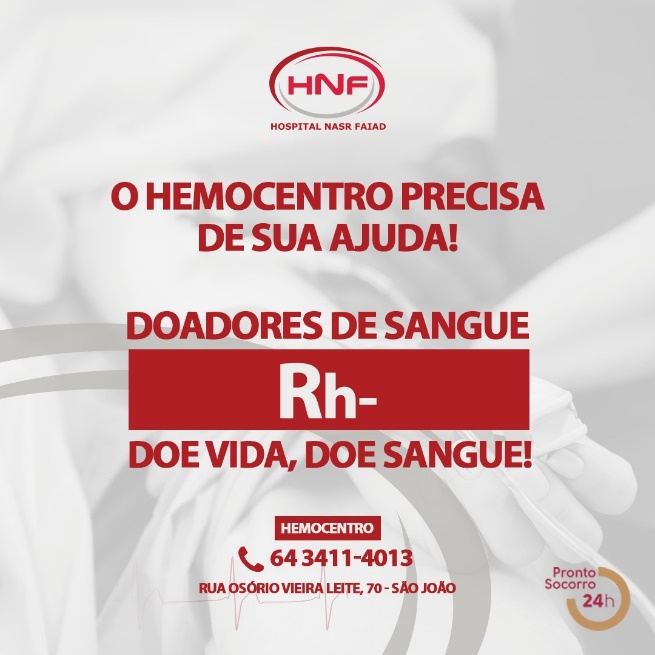 HNF
HOSPITAL NASR FAIAD
O HEMOCENTRO PRECISA
DE SUA AJUDA!
DOADORES DE SANGUE
Rh-
DOE VIDA, DOE SANGUE!
HEMOCENTRO
64 3411-4013
RUA OSÓRIO VIEIRA LEITE, 70 - SÃO JOÃO
Pronto
Socorro
24h